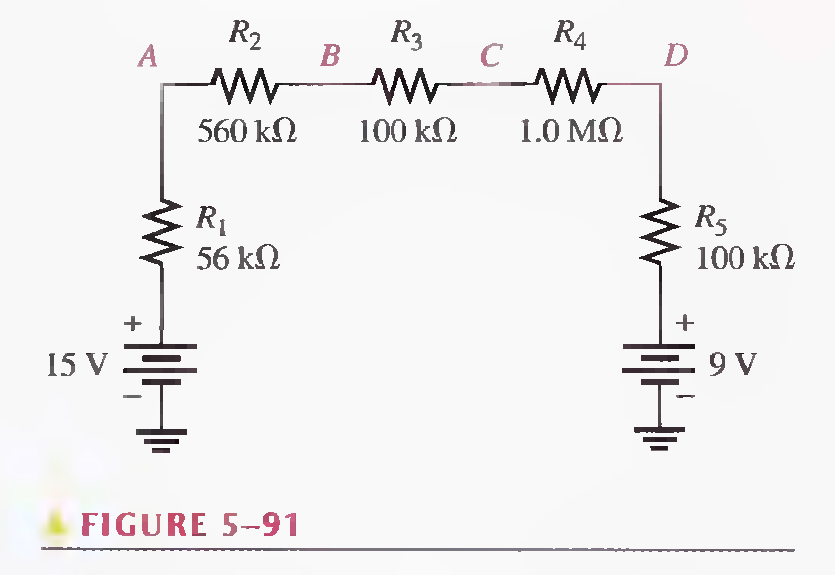 R2 R3 R4
A B C D
560 kΩ 100 kΩ 1.0 MΩ
R1 R5
56 kΩ 100 kΩ
+ +
15 V 9 V
− −
FIGURE 5–91